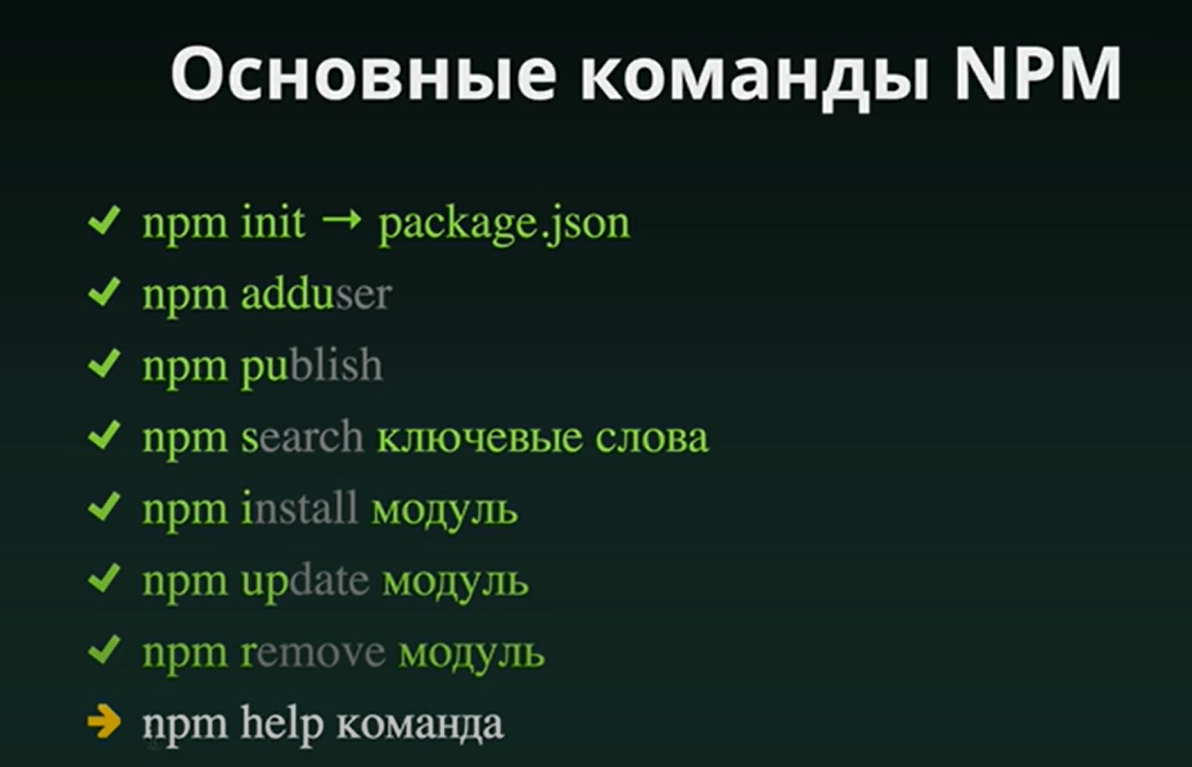 Основные команды NPM
npm init → package.json
npm adduser
npm publish
npm search ключевые слова
npm install модуль
npm update модуль
npm remove модуль
npm help команда